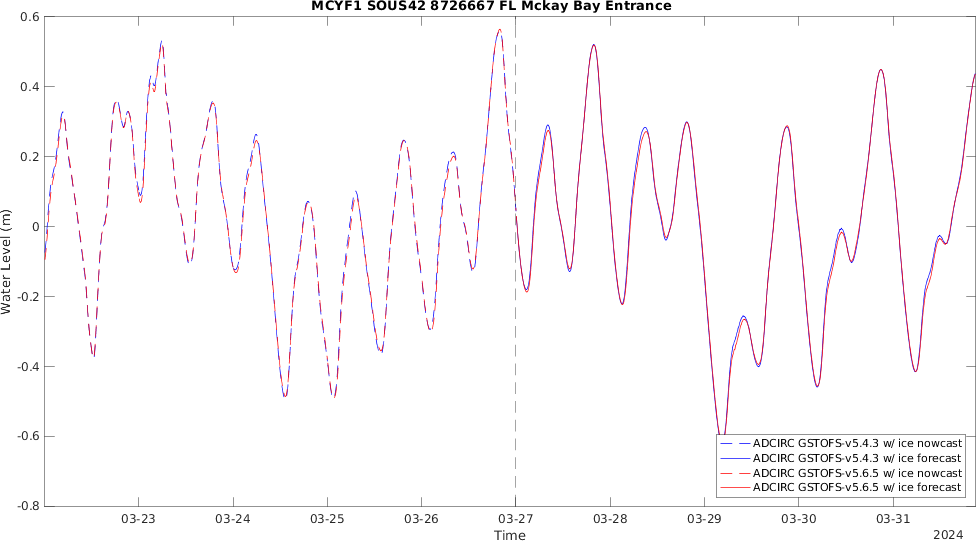 MCYF1 SOUS42 8726667 FL Mckay Bay Entrance
0.6
0.4
0.2
0
-0.2
-0.4
-0.6
-0.8
Water Level (m)
ADCIRC GSTOFS-v5.4.3 w/ ice nowcast
ADCIRC GSTOFS-v5.4.3 w/ ice forecast
ADCIRC GSTOFS-v5.6.5 w/ ice nowcast
ADCIRC GSTOFS-v5.6.5 w/ ice forecast
03-23 03-24 03-25 03-26 03-27 03-28 03-29 03-30 03-31
Time
2024